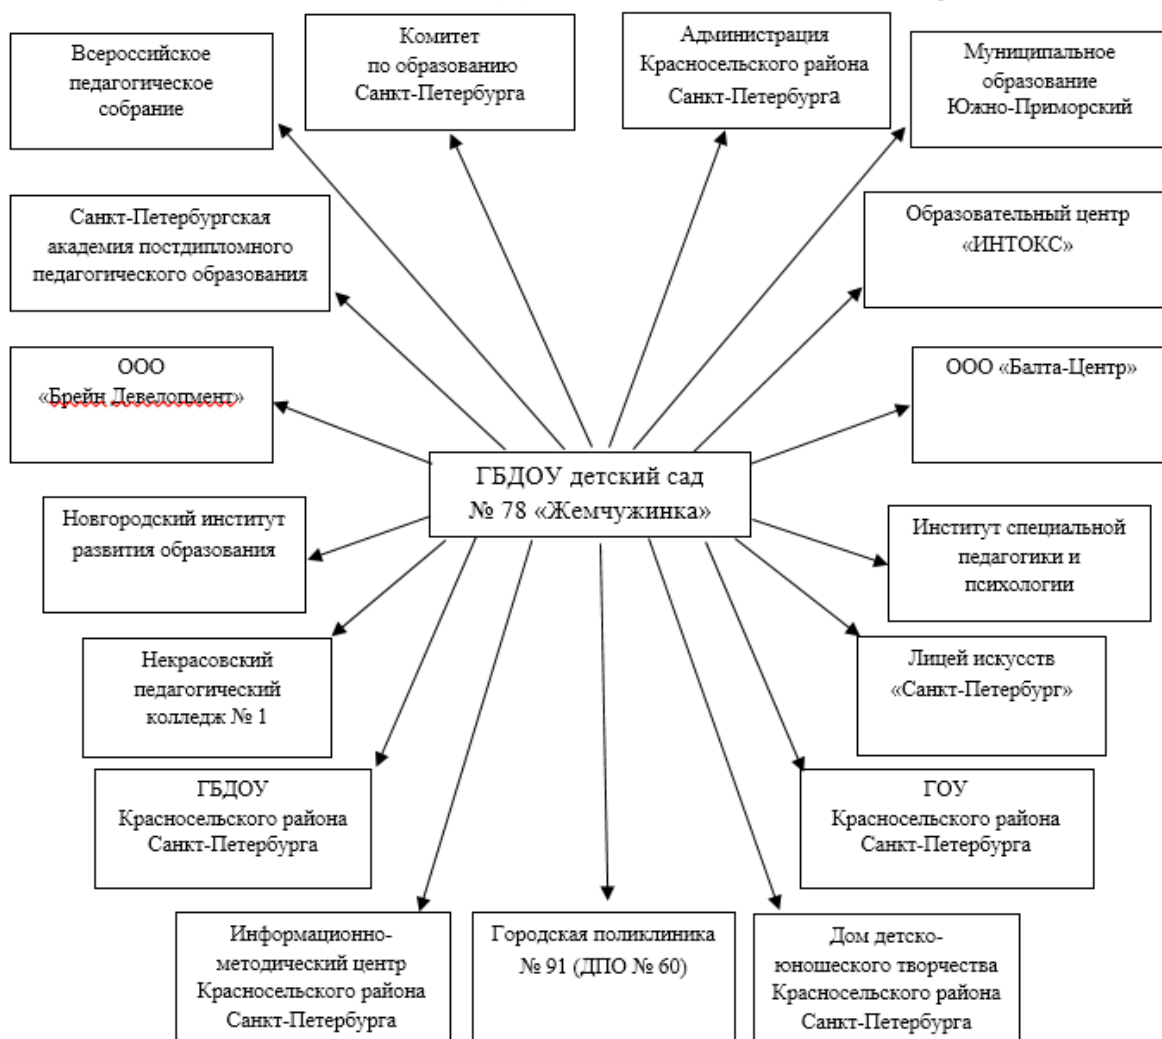 Всероссийское
педагогическое
собрание
Комитет
по образованию
Санкт-Петербурга
Администрация
Красносельского района
Санкт-Петербурга
Муниципальное
образование
Южно-Приморский
Санкт-Петербургская
академия постдипломного
педагогического образования
Образовательный центр
«ИНТОКС»
ООО
«Брейн Девелопмент»
ООО «Балта-Центр»
ГБДОУ детский сад
№ 78 «Жемчужинка»
Новгородский институт
развития образования
Институт специальной
педагогики и
психологии
Некрасовский
педагогический
колледж № 1
Лицей искусств
«Санкт-Петербург»
ГБДОУ
Красносельского района
Санкт-Петербурга
ГОУ
Красносельского района
Санкт-Петербурга
Информационно-
методический центр
Красносельского района
Санкт-Петербурга
Городская поликлиника
№ 91 (ДПО № 60)
Дом детско-
юношеского творчества
Красносельского района
Санкт-Петербурга